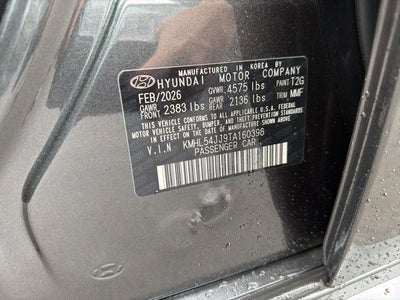 MANUFACTURED IN KOREA BY
HYUNDAI MOTOR COMPANY
FEB/2026 GVWR 4575 lbs PAINT T2G
GAWR FRONT 2383 lbs GAWR REAR 2136 lbs TRIM MMF
THIS VEHICLE CONFORMS TO ALL APPLICABLE U.S.A. FEDERAL
MOTOR VEHICLE SAFETY, BUMPER, AND THEFT PREVENTION STANDARDS
IN EFFECT ON THE DATE OF MANUFACTURE SHOWN ABOVE.
V.I.N KMHL54JJ9TA160398
PASSENGER CAR